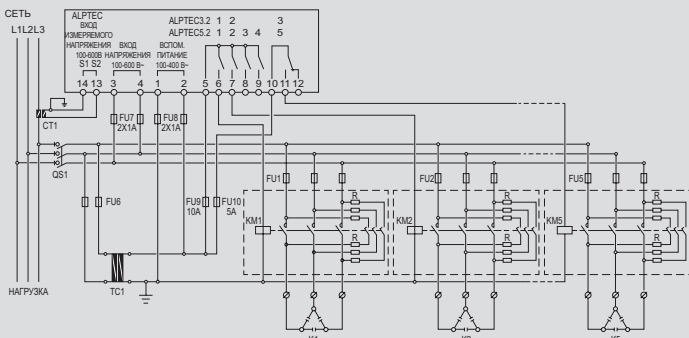 СЕТЬ
L1L2L3
ALPTEC
ВХОД
ИЗМЕРЯЕМОГО
НАПРЯЖЕНИЯ
100-600В
S1 S2
ВХОД
НАПРЯЖЕНИЯ
100-600 В~
ВСПОМ.
ПИТАНИЕ
100-400 В~
ALPTEC3.2 1 2 3
ALPTEC5.2 1 2 3 4 5
14 13 3 4 1 2 5 6 7 8 9 10 11 12
CT1
FU7
2X1A
FU8
2X1A
QS1
FU6
FU9
10A
FU10
5A
FU1
FU2
FU5
KM1
R
R
KM2
R
R
KM5
R
R
НАГРУЗКА
TC1